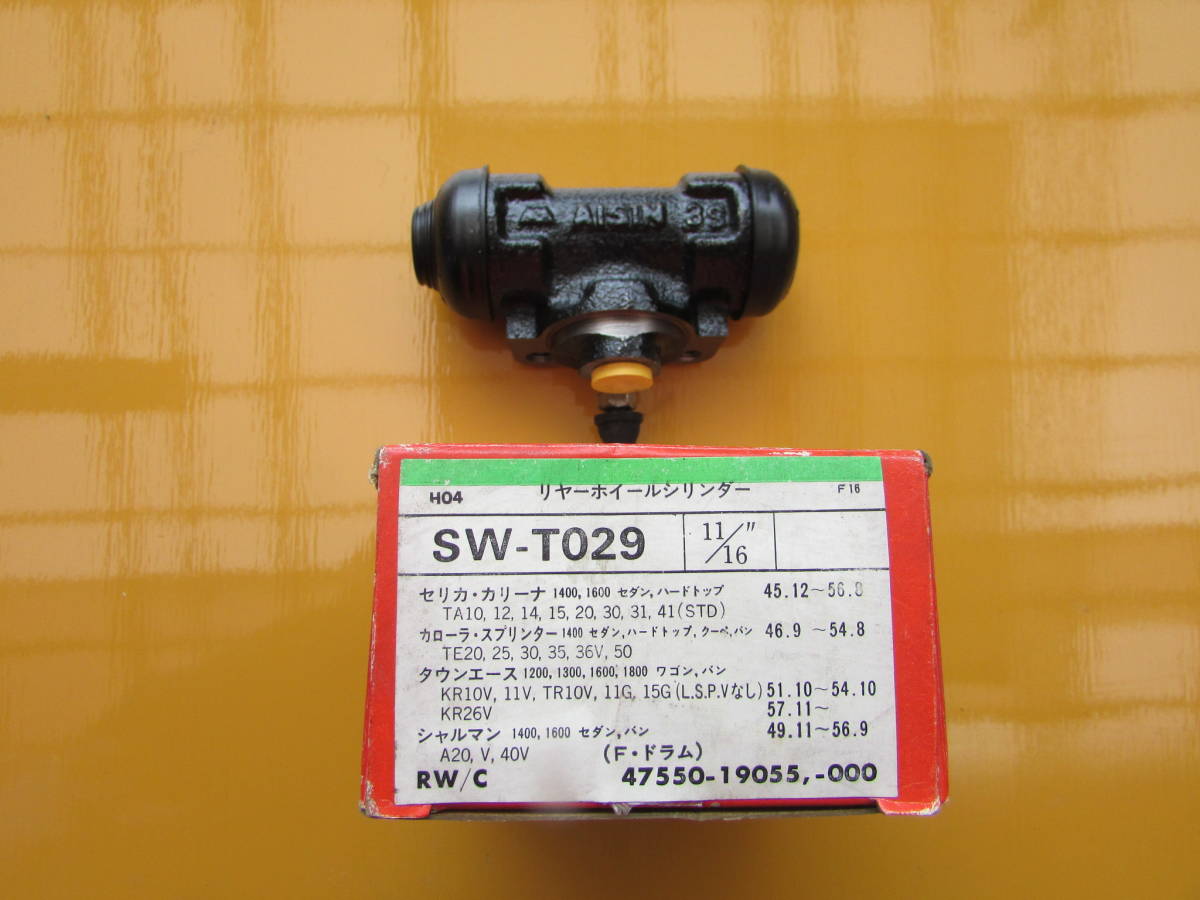 AISIN 39
H04 リヤーホイールシリンダー F16
SW-T029 11/16″
セリカ・カリーナ 1400, 1600 セダン, ハードトップ 45.12～56.8
TA10, 12, 14, 15, 20, 30, 31, 41(STD)
カローラ・スプリンター 1400 セダン, ハードトップ, クーペ, バン 46.9 ～54.8
TE20, 25, 30, 35, 36V, 50
タウンエース 1200, 1300, 1600, 1800 ワゴン, バン
KR10V, 11V, TR10V, 11G, 15G(L.S.P.Vなし) 51.10～54.10
KR26V 57.11～
シャルマン 1400, 1600 セダン, バン 49.11～56.9
A20, V, 40V (F・ドラム)
RW/C 47550-19055,-000